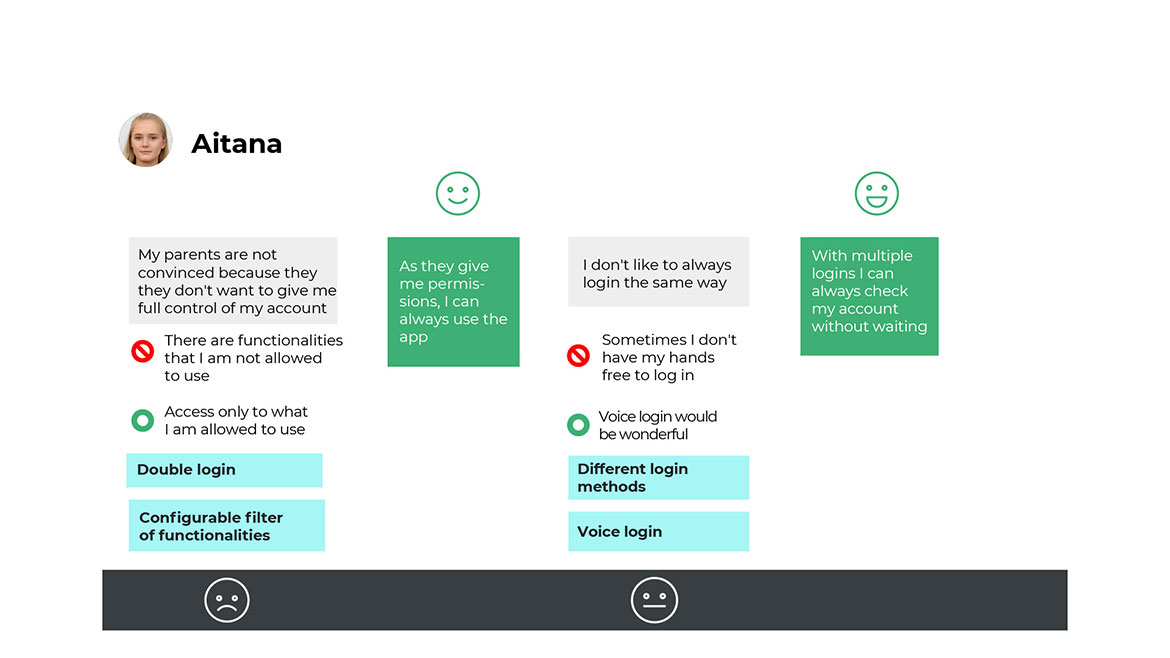 Aitana
My parents are not
convinced because they
they don't want to give me
full control of my account
There are functionalities
that I am not allowed
to use
Access only to what
I am allowed to use
Double login
Configurable filter
of functionalities
As they give
me permis-
sions, I can
always use the
app
I don't like to always
login the same way
Sometimes I don't
have my hands
free to log in
Voice login would
be wonderful
Different login
methods
Voice login
With multiple
logins I can
always check
my account
without waiting